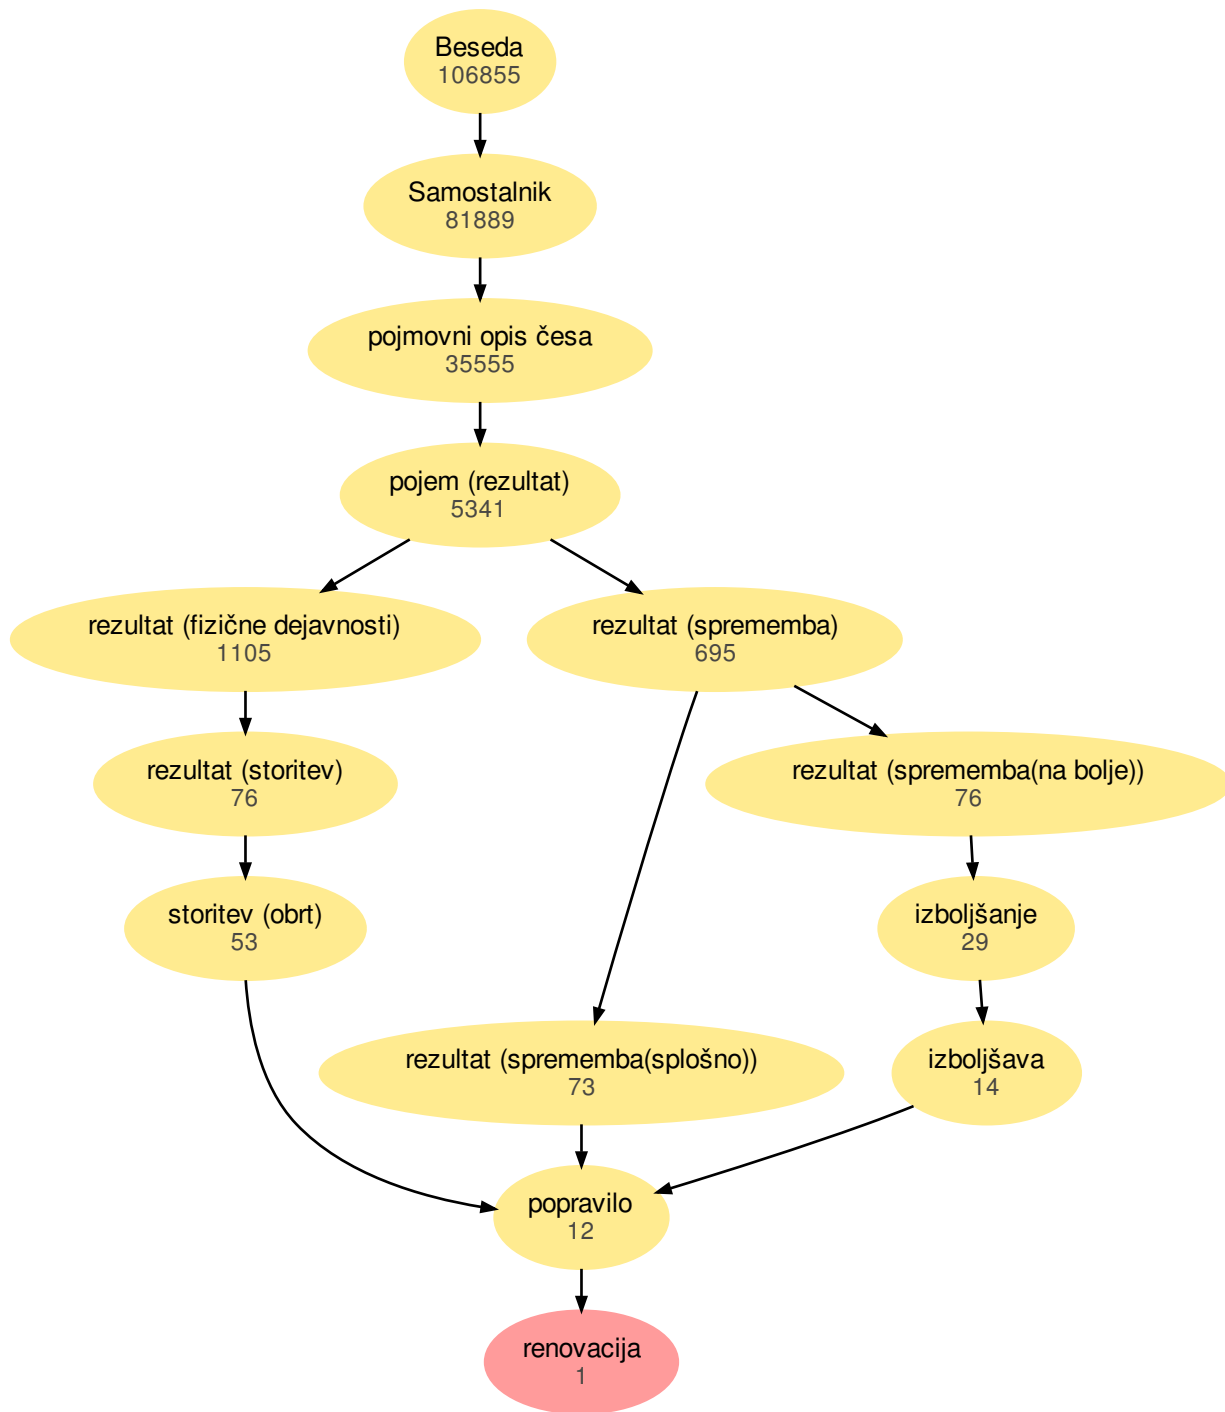 Beseda
106855
Samostalnik
81889
pojmovni opis česa
35555
pojem (rezultat)
5341
rezultat (fizične dejavnosti)
1105
rezultat (sprememba)
695
rezultat (storitev)
76
rezultat (sprememba(na bolje))
76
storitev (obrt)
53
izboljšanje
29
rezultat (sprememba(splošno))
73
izboljšava
14
popravilo
12
renovacija
1